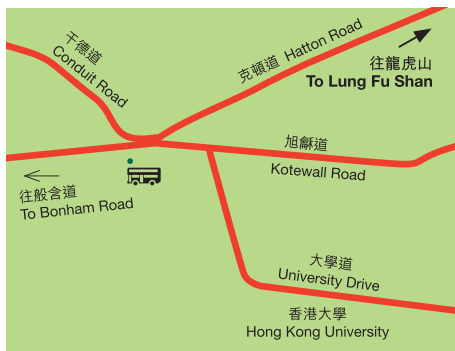 干德道
Conduit Road
克頓道 Hatton Road
往龍虎山
To Lung Fu Shan
旭龢道
Kotewall Road
往般含道
To Bonham Road
大學道
University Drive
香港大學
Hong Kong University